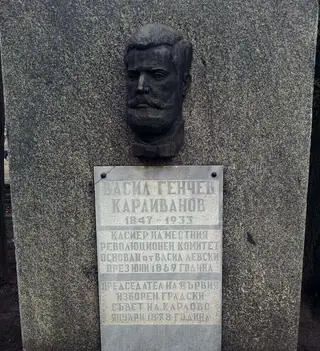 ВАСИЛ ГЕНЧЕВ
КАРАИВАНОВ
1847 - 1933
КАСИЕР НА МЕСТНИЯ
РЕВОЛЮЦИОНЕН КОМИТЕТ
ОСНОВАН ОТ ВАСИЛ ЛЕВСКИ
ПРЕЗ ЮНИ 1869 ГОДИНА
ПРЕДСЕДАТЕЛ НА ПЪРВИЯ
ИЗБОРЕН ГРАДСКИ
СЪВЕТ НА КАРЛОВО
ЯНУАРИ 1878 ГОДИНА